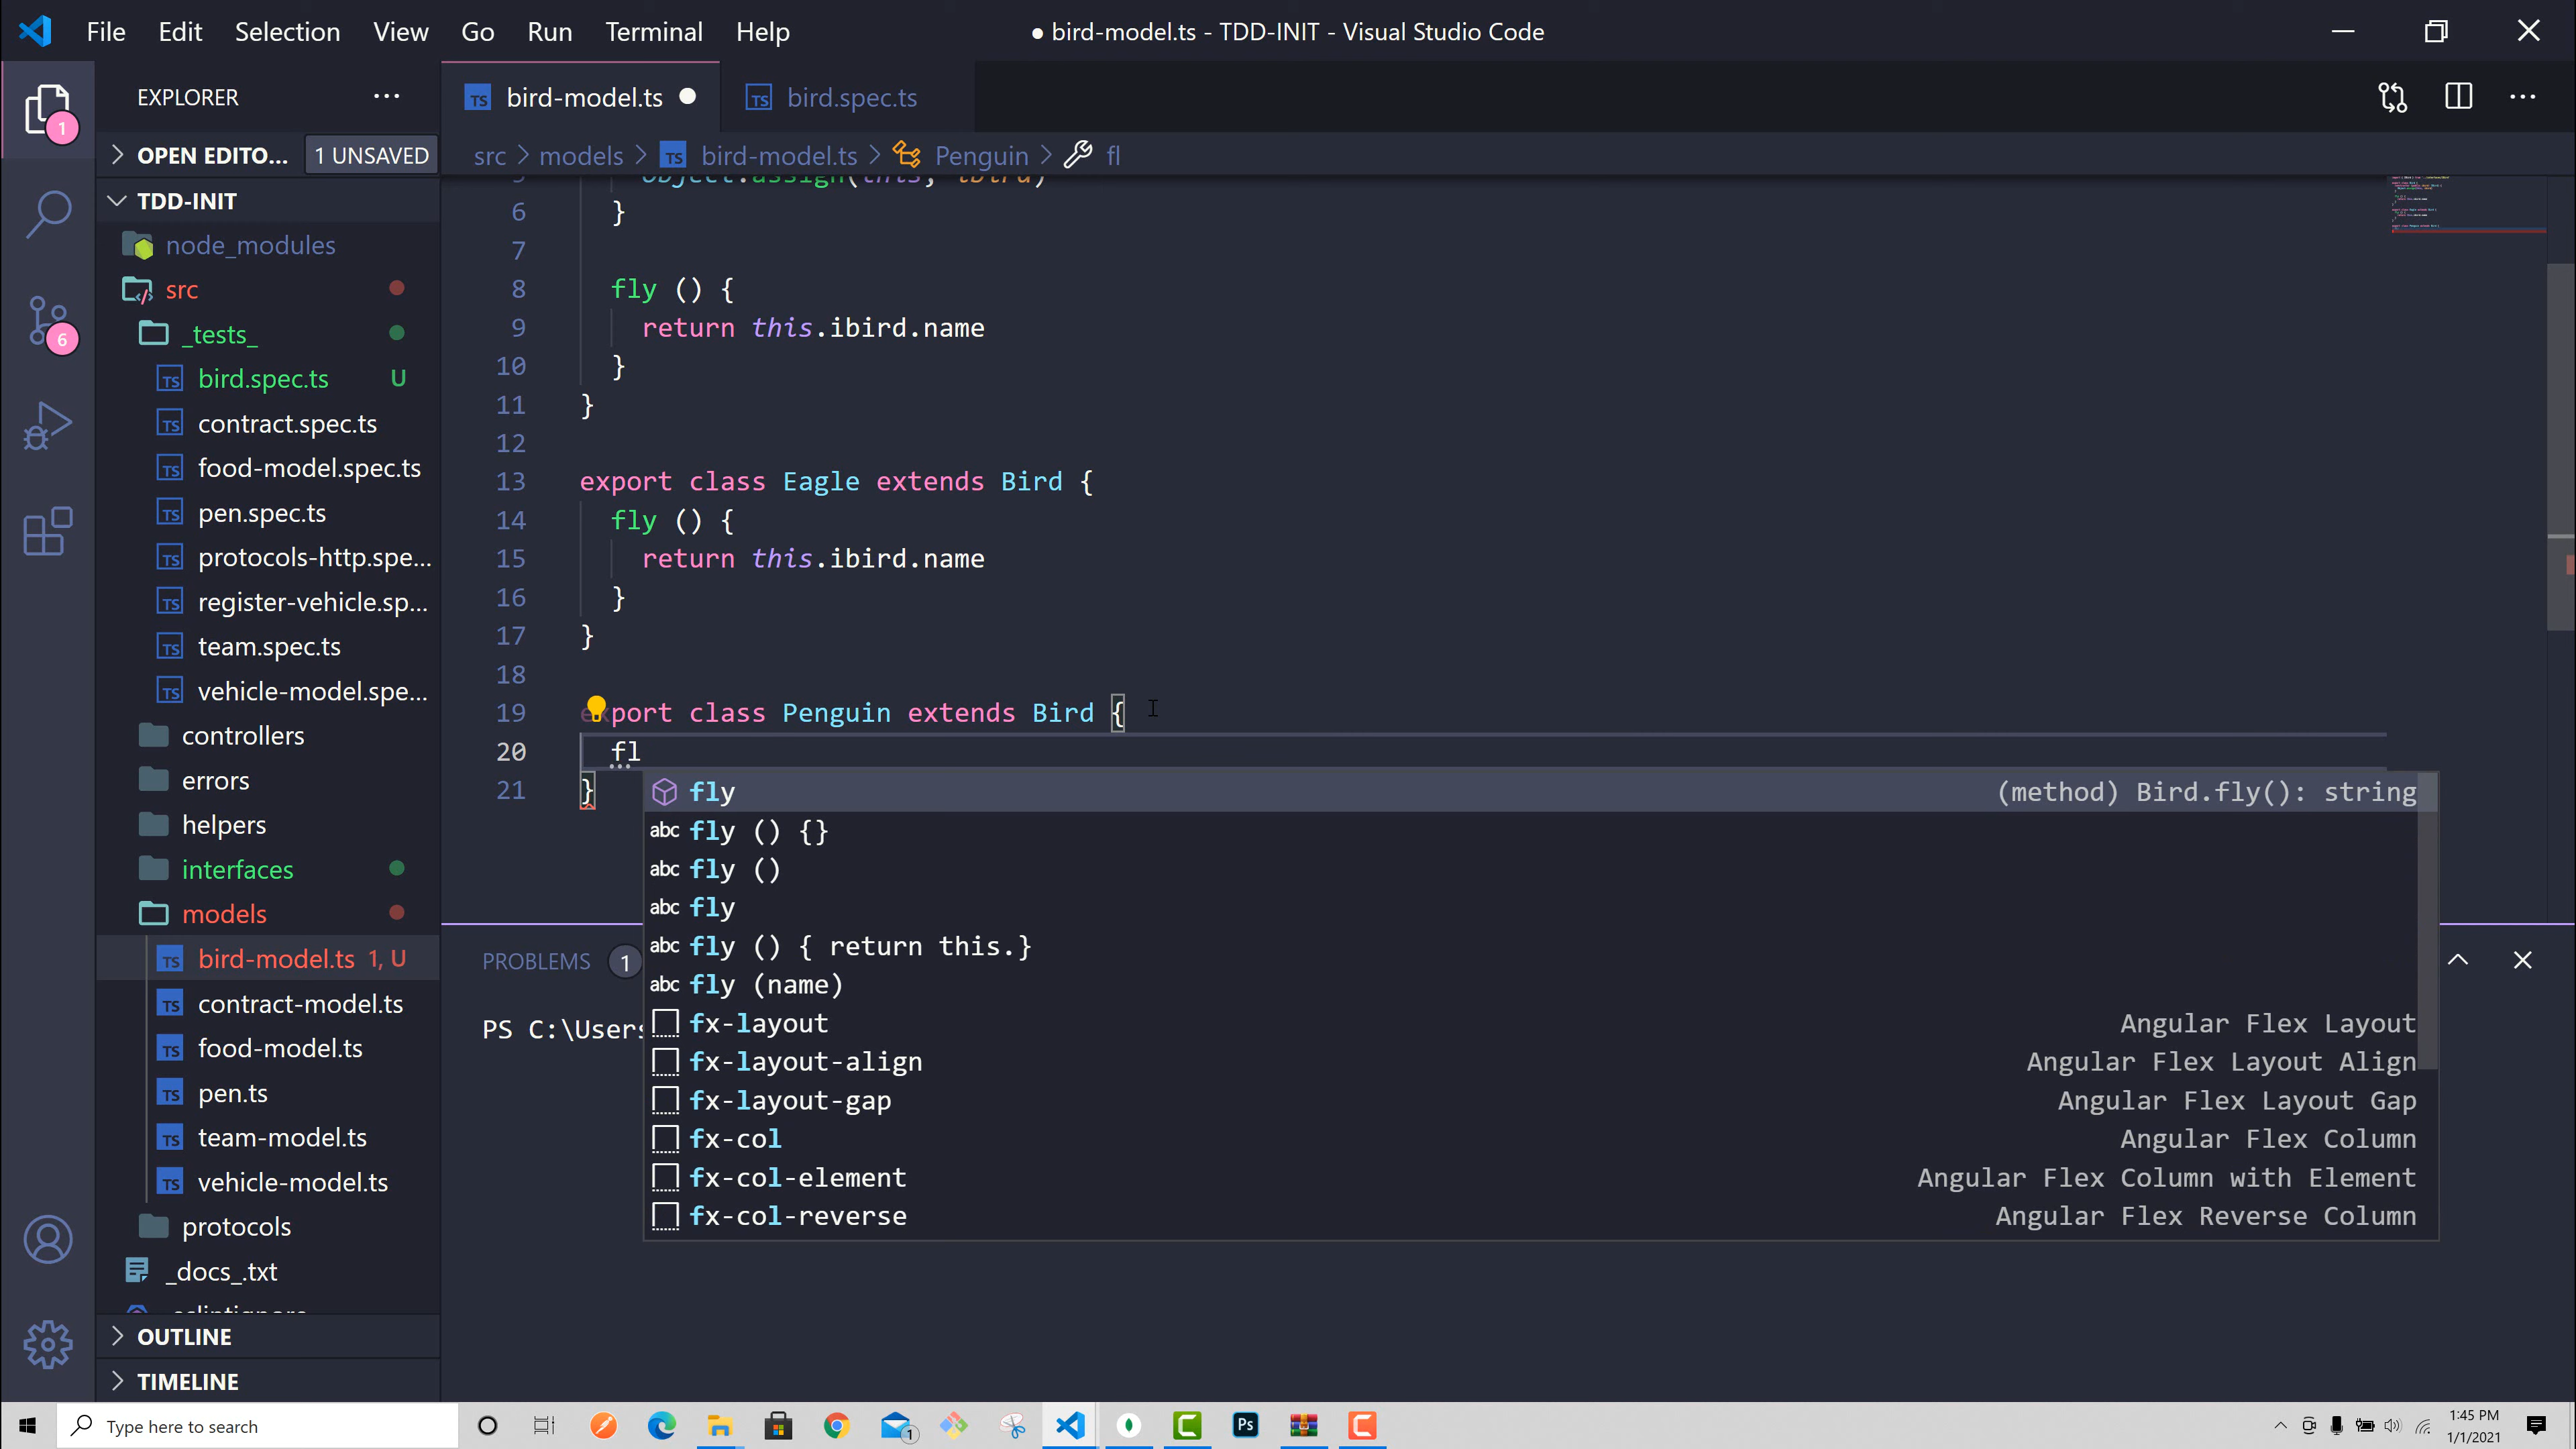 File Edit Selection View Go Run Terminal Help
● bird-model.ts - TDD-INIT - Visual Studio Code
EXPLORER
bird-model.ts
bird.spec.ts
OPEN EDITO... 1 UNSAVED
src > models > TS bird-model.ts > Penguin > fl
TDD-INIT
node_modules
src
_tests_
bird.spec.ts U
contract.spec.ts
food-model.spec.ts
pen.spec.ts
protocols-http.spe...
register-vehicle.sp...
team.spec.ts
vehicle-model.spe...
controllers
errors
helpers
interfaces
models
bird-model.ts 1, U
contract-model.ts
food-model.ts
pen.ts
team-model.ts
vehicle-model.ts
protocols
_docs_.txt
OUTLINE
TIMELINE
1
6
6 }
7
8 fly () {
9 return this.ibird.name
10 }
11 }
12
13 export class Eagle extends Bird {
14 fly () {
15 return this.ibird.name
16 }
17 }
18
19 export class Penguin extends Bird {
20 fl
21 }
fly (method) Bird.fly(): string
abc fly () {}
abc fly ()
abc fly
abc fly () { return this.}
abc fly (name)
fx-layout Angular Flex Layout
fx-layout-align Angular Flex Layout Align
fx-layout-gap Angular Flex Layout Gap
fx-col Angular Flex Column
fx-col-element Angular Flex Column with Element
fx-col-reverse Angular Flex Reverse Column
PROBLEMS 1
PS C:\Users
Type here to search
1
Ps
1:45 PM
1/1/2021